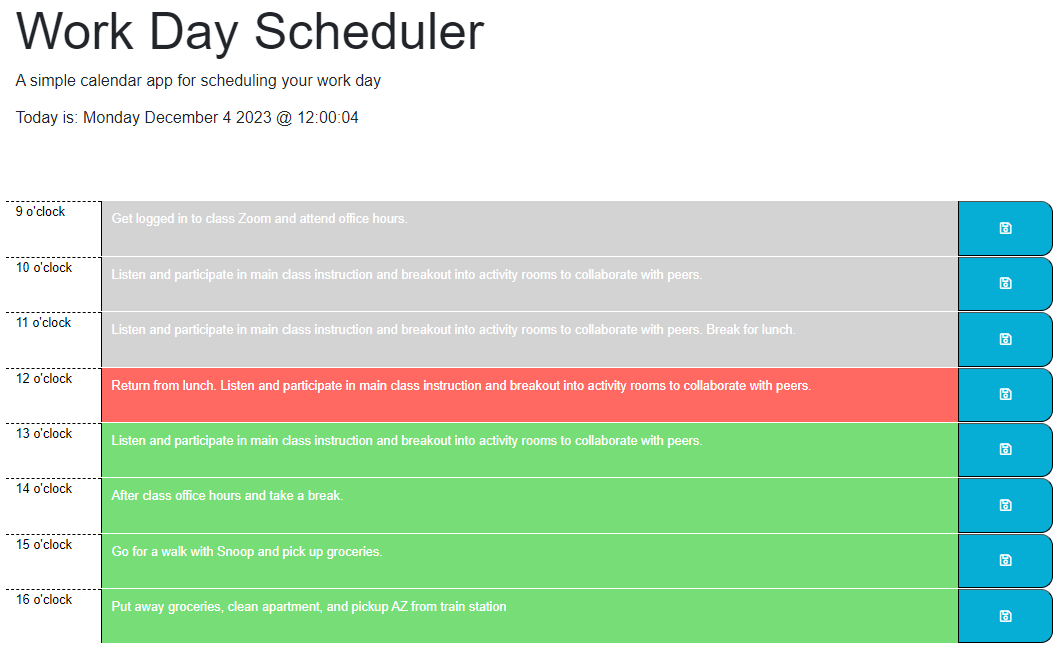 Work Day Scheduler
A simple calendar app for scheduling your work day
Today is: Monday December 4 2023 @ 12:00:04
9 o'clock
Get logged in to class Zoom and attend office hours.
10 o'clock
Listen and participate in main class instruction and breakout into activity rooms to collaborate with peers.
11 o'clock
Listen and participate in main class instruction and breakout into activity rooms to collaborate with peers. Break for lunch.
12 o'clock
Return from lunch. Listen and participate in main class instruction and breakout into activity rooms to collaborate with peers.
13 o'clock
Listen and participate in main class instruction and breakout into activity rooms to collaborate with peers.
14 o'clock
After class office hours and take a break.
15 o'clock
Go for a walk with Snoop and pick up groceries.
16 o'clock
Put away groceries, clean apartment, and pickup AZ from train station